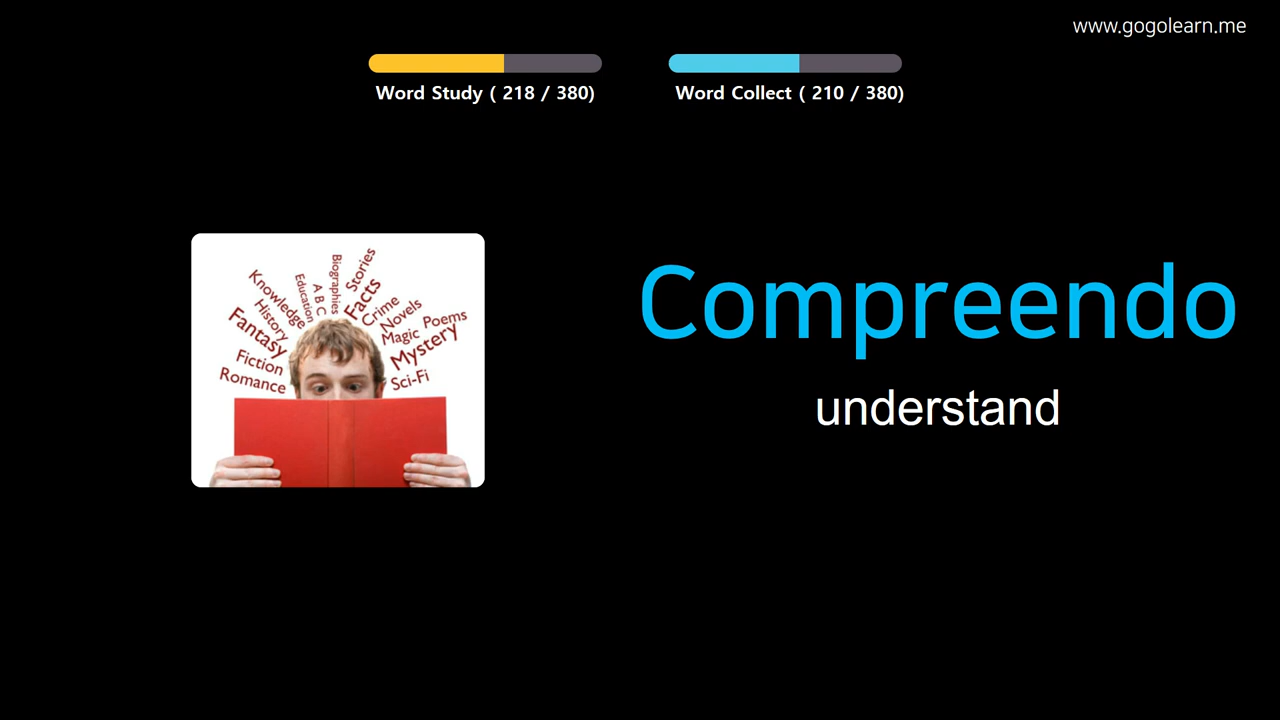 www.gogolearn.me
Word Study ( 218 / 380)
Word Collect ( 210 / 380)
Stories
Biographies
Facts
Education
A B C
Knowledge
Crime
History
Novels
Fantasy
Poems
Magic
Mystery
Fiction
Romance
Sci-Fi
Compreendo
understand